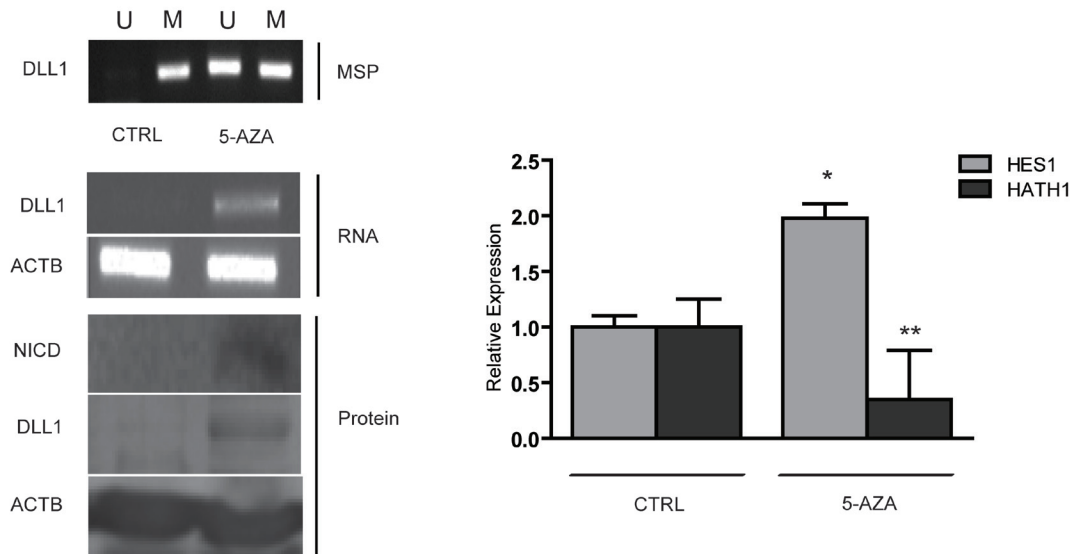 U M U M
DLL1
MSP
CTRL 5-AZA
DLL1
RNA
ACTB
NICD
DLL1
Protein
ACTB
Relative Expression
2.5
2.0
1.5
1.0
0.5
0.0
*
**
HES1
HATH1
CTRL 5-AZA